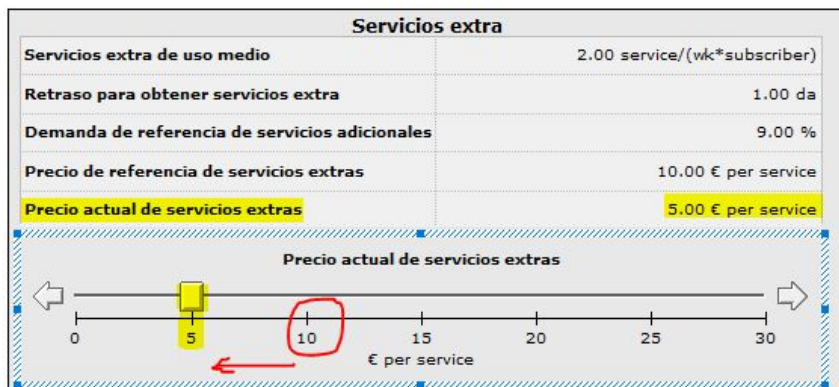 Servicios extra
Servicios extra de uso medio 2.00 service/(wk*subscriber)
Retraso para obtener servicios extra 1.00 da
Demanda de referencia de servicios adicionales 9.00 %
Precio de referencia de servicios extras 10.00 € per service
Precio actual de servicios extras 5.00 € per service
Precio actual de servicios extras
0 5 10 15 20 25 30
€ per service